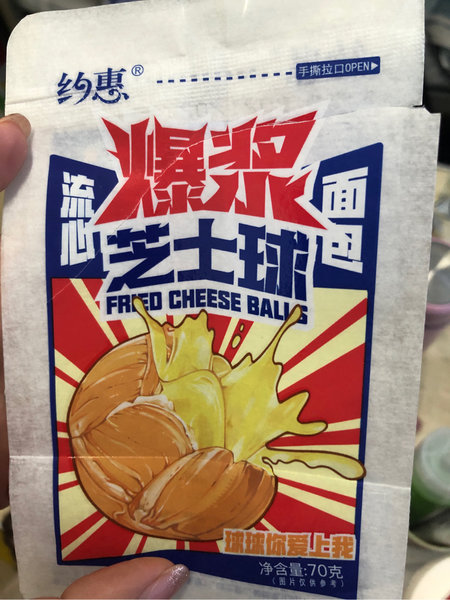 约惠®
手撕拉口OPEN
爆浆
流心
面包
芝士球
FRIED CHEESE BALLS
球球你爱上我
净含量:70克
(图片仅供参考)